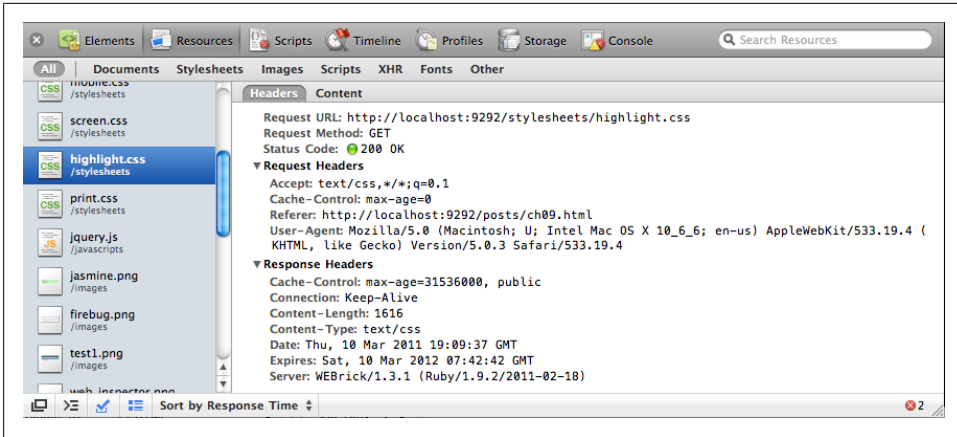 Elements Resources Scripts Timeline Profiles Storage Console Search Resources
All Documents Stylesheets Images Scripts XHR Fonts Other
mobile.css
/stylesheets
screen.css
/stylesheets
highlight.css
/stylesheets
print.css
/stylesheets
jquery.js
/javascripts
jasmine.png
/images
firebug.png
/images
test1.png
/images
web_inspector.png
Headers Content
Request URL: http://localhost:9292/stylesheets/highlight.css
Request Method: GET
Status Code: 200 OK
▼Request Headers
Accept: text/css,*/*;q=0.1
Cache-Control: max-age=0
Referer: http://localhost:9292/posts/ch09.html
User-Agent: Mozilla/5.0 (Macintosh; U; Intel Mac OS X 10_6_6; en-us) AppleWebKit/533.19.4 (
KHTML, like Gecko) Version/5.0.3 Safari/533.19.4
▼Response Headers
Cache-Control: max-age=31536000, public
Connection: Keep-Alive
Content-Length: 1616
Content-Type: text/css
Date: Thu, 10 Mar 2011 19:09:37 GMT
Expires: Sat, 10 Mar 2012 07:42:42 GMT
Server: WEBrick/1.3.1 (Ruby/1.9.2/2011-02-18)
Sort by Response Time 2